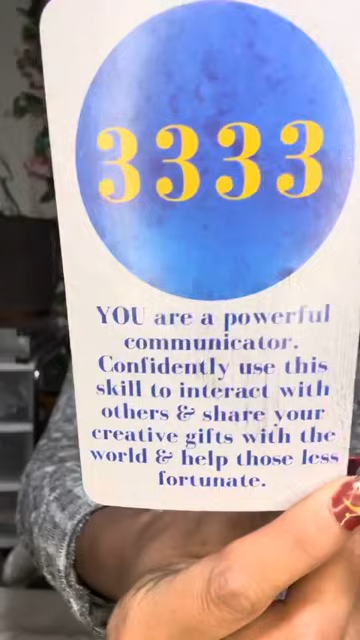 3333
YOU are a powerful
communicator.
Confidently use this
skill to interact with
others & share your
creative gifts with the
world & help those less
fortunate.